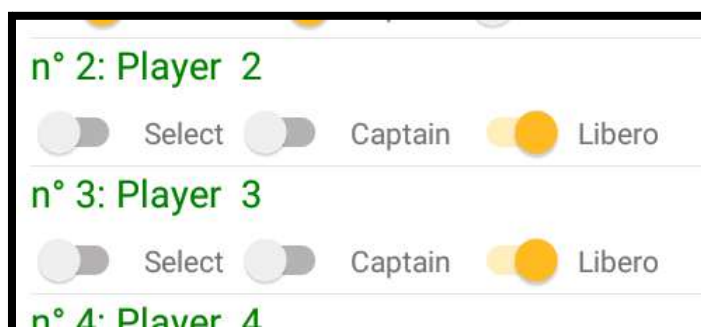 n° 2: Player 2
Select Captain Libero
n° 3: Player 3
Select Captain Libero
n° 4: Player 4